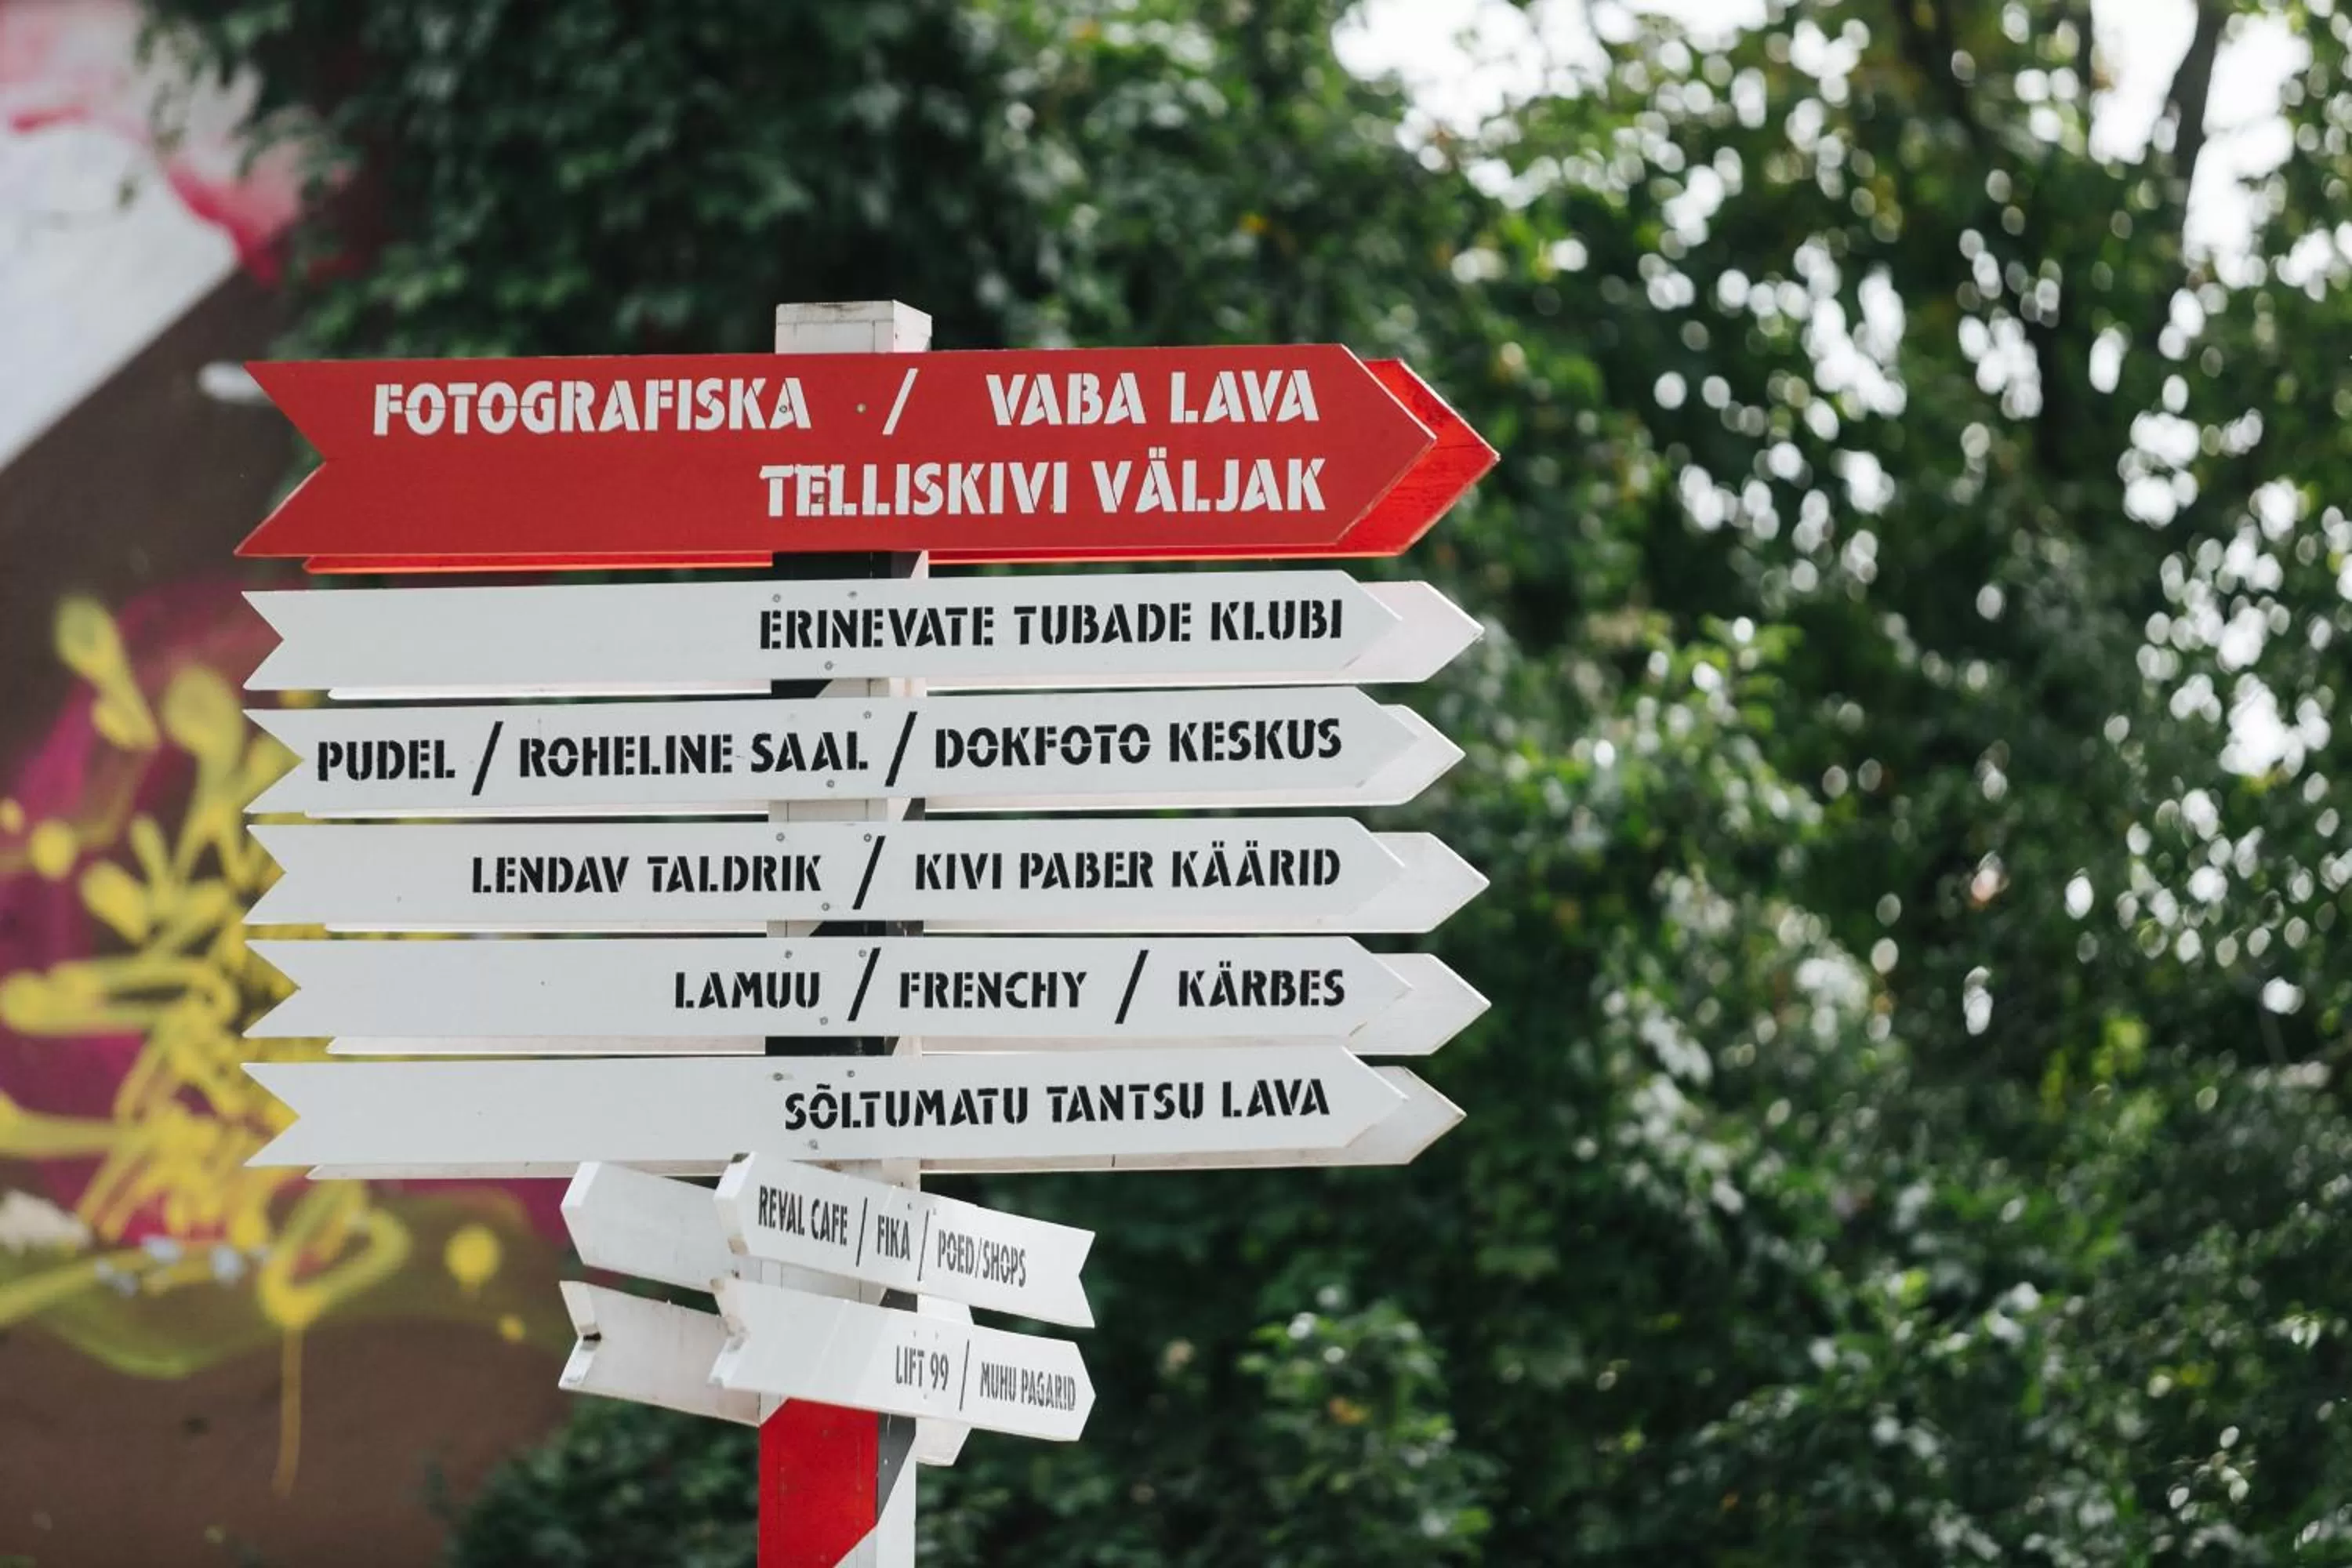 FOTOGRAFISKA / VABA LAVA
TELLISKIVI VÄLJAK
ERINEVATE TUBADE KLUBI
PUDEL / ROHELINE SAAL / DOKFOTO KESKUS
LENDAV TALDRIK / KIVI PABER KÄÄRID
LAMUU / FRENCHY / KÄRBES
SÕLTUMATU TANTSU LAVA
REVAL CAFE / FIKA / POED/SHOPS
LIFT 99 / MUHU PAGARID